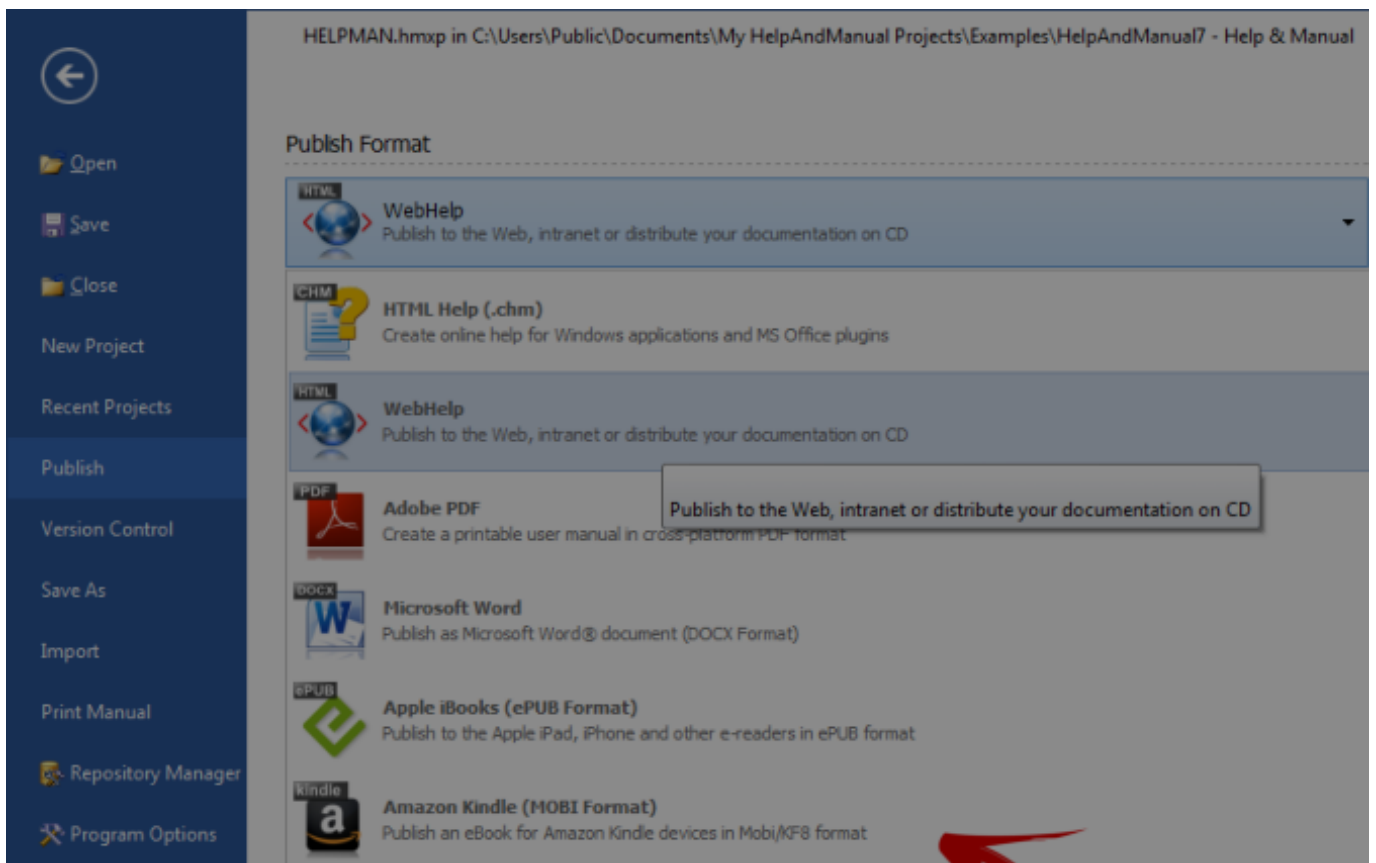 HELPMAN.hmxp in C:\Users\Public\Documents\My HelpAndManual Projects\Examples\HelpAndManual7 - Help & Manual
Open
Save
Close
New Project
Recent Projects
Publish
Version Control
Save As
Import
Print Manual
Repository Manager
Program Options
Publish Format
HTML
WebHelp
Publish to the Web, intranet or distribute your documentation on CD
CHM
HTML Help (.chm)
Create online help for Windows applications and MS Office plugins
HTML
WebHelp
Publish to the Web, intranet or distribute your documentation on CD
Publish to the Web, intranet or distribute your documentation on CD
PDF
Adobe PDF
Create a printable user manual in cross-platform PDF format
DOCX
W
Microsoft Word
Publish as Microsoft Word® document (DOCX Format)
ePUB
Apple iBooks (ePUB Format)
Publish to the Apple iPad, iPhone and other e-readers in ePUB format
kindle
a
Amazon Kindle (MOBI Format)
Publish an eBook for Amazon Kindle devices in Mobi/KF8 format